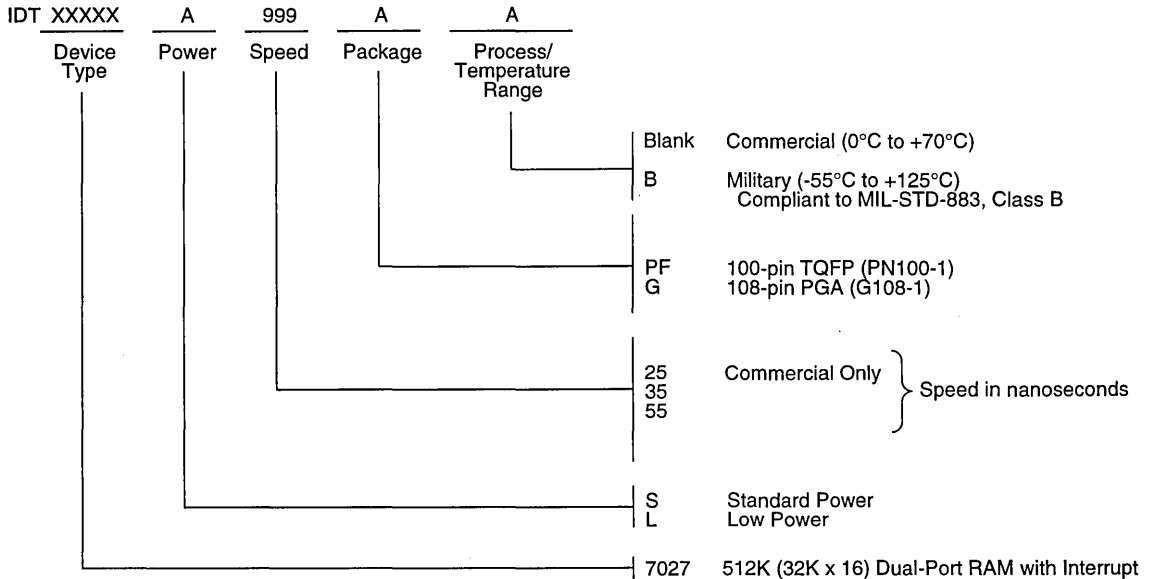 IDT XXXXX A 999 A A
Device Type Power Speed Package Process/ Temperature Range
Blank Commercial (0°C to +70°C)
B Military (-55°C to +125°C)
Compliant to MIL-STD-883, Class B
PF 100-pin TQFP (PN100-1)
G 108-pin PGA (G108-1)
25 Commercial Only
35 Speed in nanoseconds
55
S Standard Power
L Low Power
7027 512K (32K x 16) Dual-Port RAM with Interrupt